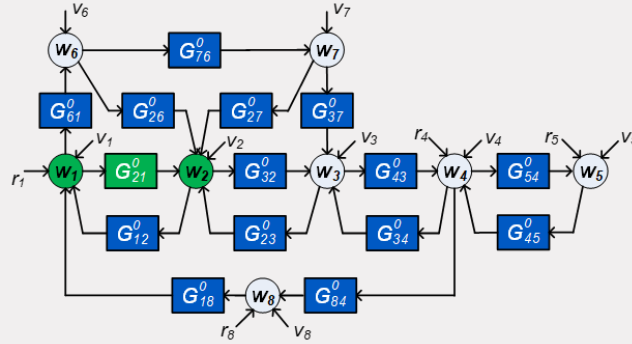 v6 v7
w6 G⁰76 w7
G⁰61 G⁰26 G⁰27 G⁰37
v1 v2 v3 r4 v4 r5
r1 w1 G⁰21 w2 G⁰32 w3 G⁰43 w4 G⁰54 w5
G⁰12 G⁰23 G⁰34 G⁰45
G⁰18 w8 G⁰84
r8 v8